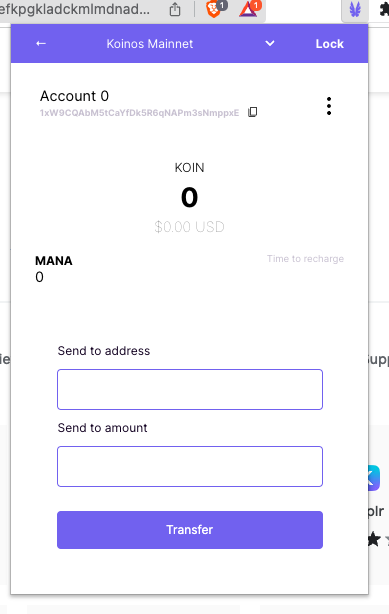 efkpgkladckmlmdnad...
1
1
← Koinos Mainnet Lock
Account 0
1xW9CQAbM5tCaYfDk5R6qNAPm3sNmppxE
KOIN
0
$0.00 USD
MANA Time to recharge
0
Send to address
Supp
Send to amount
plr
Transfer